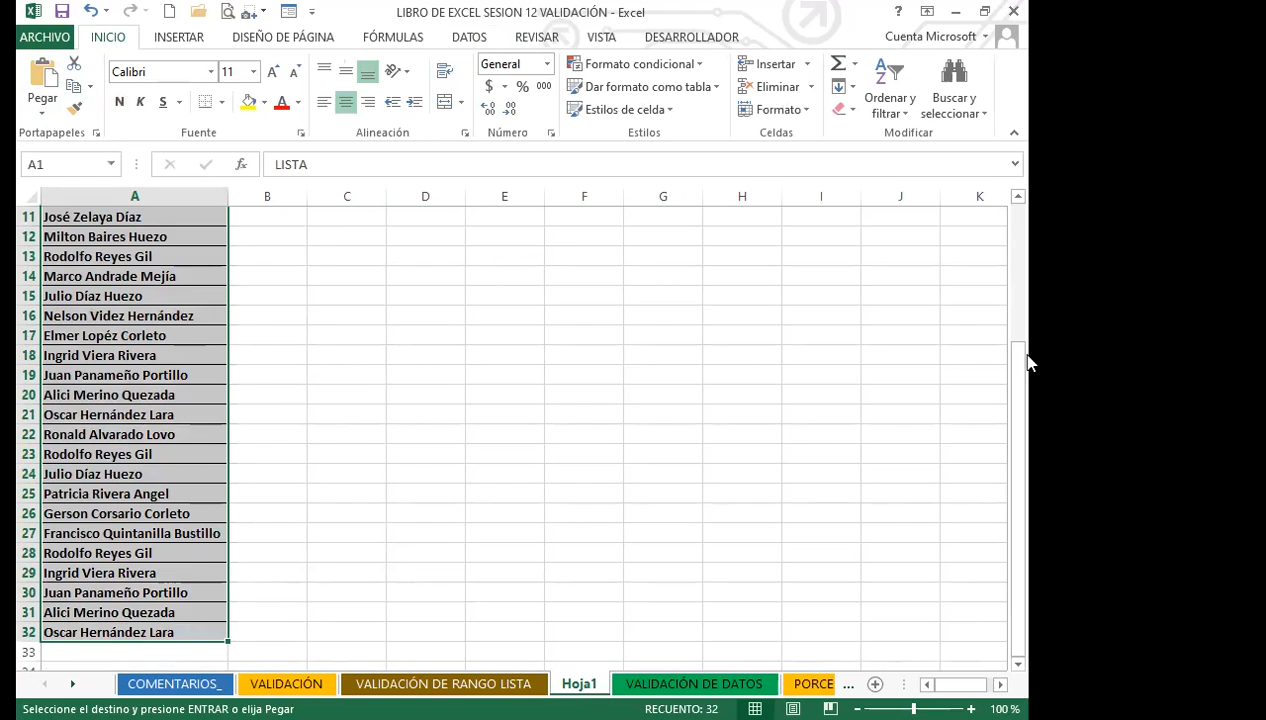 LIBRO DE EXCEL SESION 12 VALIDACIÓN - Excel
?
ARCHIVO INICIO INSERTAR DISEÑO DE PÁGINA FÓRMULAS DATOS REVISAR VISTA DESARROLLADOR Cuenta Microsoft
Pegar
Portapapeles
Calibri 11
N K S
A
Fuente
Alineación
General
$ % 000
Número
Formato condicional
Dar formato como tabla
Estilos de celda
Estilos
Insertar
Eliminar
Formato
Celdas
Ordenar y
filtrar
Buscar y
seleccionar
Modificar
A1 fx LISTA
A B C D E F G H I J K
11 José Zelaya Díaz
12 Milton Baires Huezo
13 Rodolfo Reyes Gil
14 Marco Andrade Mejía
15 Julio Díaz Huezo
16 Nelson Videz Hernández
17 Elmer Lopéz Corleto
18 Ingrid Viera Rivera
19 Juan Panameño Portillo
20 Alici Merino Quezada
21 Oscar Hernández Lara
22 Ronald Alvarado Lovo
23 Rodolfo Reyes Gil
24 Julio Díaz Huezo
25 Patricia Rivera Angel
26 Gerson Corsario Corleto
27 Francisco Quintanilla Bustillo
28 Rodolfo Reyes Gil
29 Ingrid Viera Rivera
30 Juan Panameño Portillo
31 Alici Merino Quezada
32 Oscar Hernández Lara
33
COMENTARIOS_ VALIDACIÓN VALIDACIÓN DE RANGO LISTA Hoja1 VALIDACIÓN DE DATOS PORCE ...
Seleccione el destino y presione ENTRAR o elija Pegar RECUENTO: 32 100 %